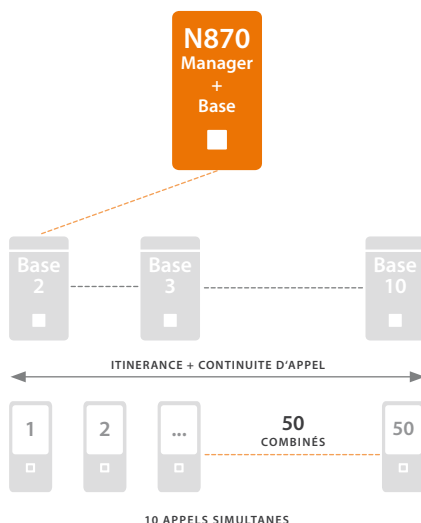 N870
Manager
+
Base
Base
2
Base
3
Base
10
ITINERANCE + CONTINUITE D‘APPEL
1
2
...
50
COMBINÉS
50
10 APPELS SIMULTANES